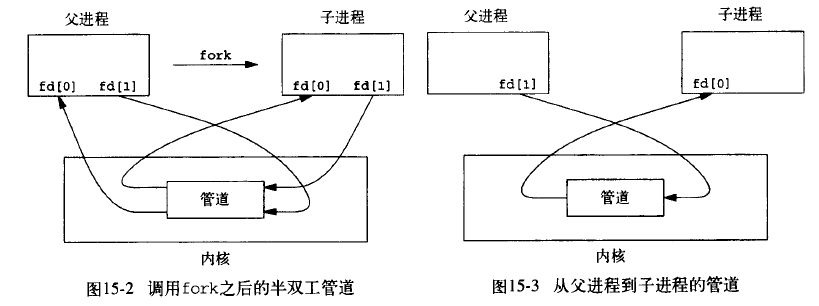 父进程
子进程
fork
fd[0] fd[1]
fd[0] fd[1]
管道
内核
图15-2 调用fork之后的半双工管道
父进程
子进程
fd[1]
fd[0]
管道
内核
图15-3 从父进程到子进程的管道